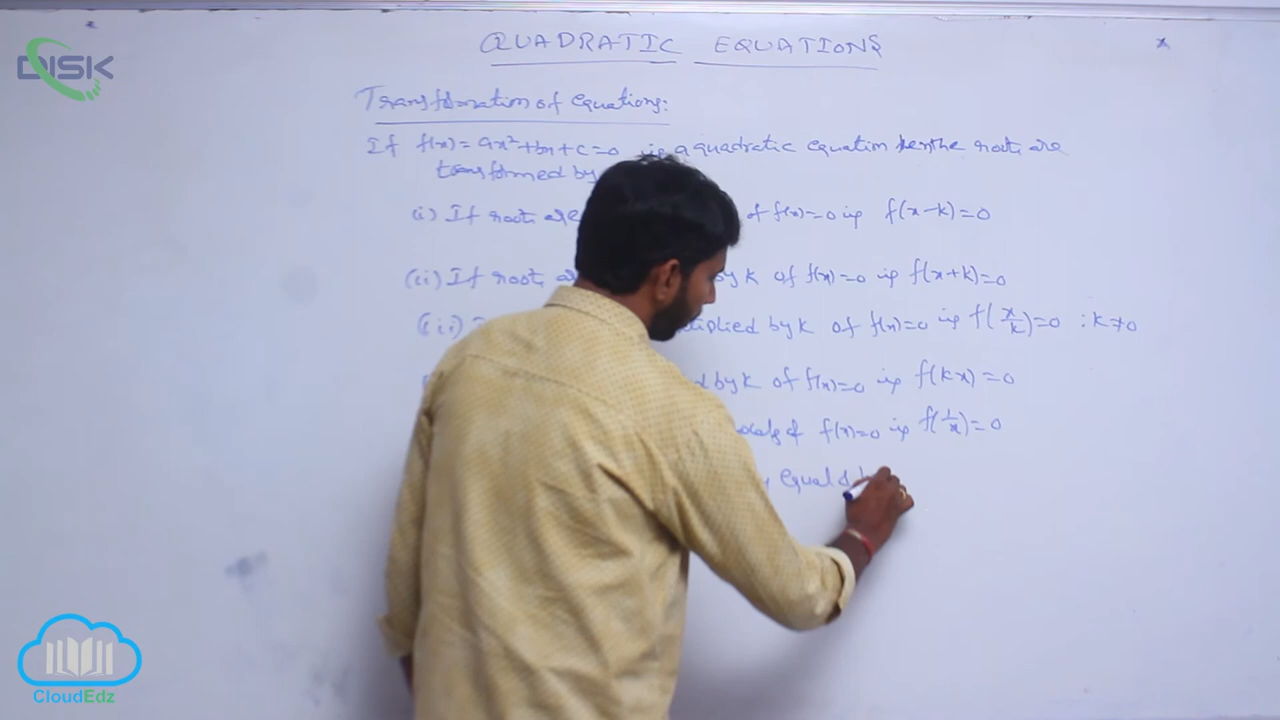 DISK
QUADRATIC EQUATIONS
Transformation of equations:
If f(x) = ax²+bx+c=0 is a quadratic equation then the roots are
transformed by
(i) If roots are of f(x)=0 is f(x-k)=0
(ii) If roots by k of f(x)=0 is f(x+k)=0
(iii) by k of f(x)=0 is f(x/k)=0 : k≠0
by k of f(x)=0 is f(kx)=0
of f(x)=0 is f(1/x)=0
Equal
CloudEdz